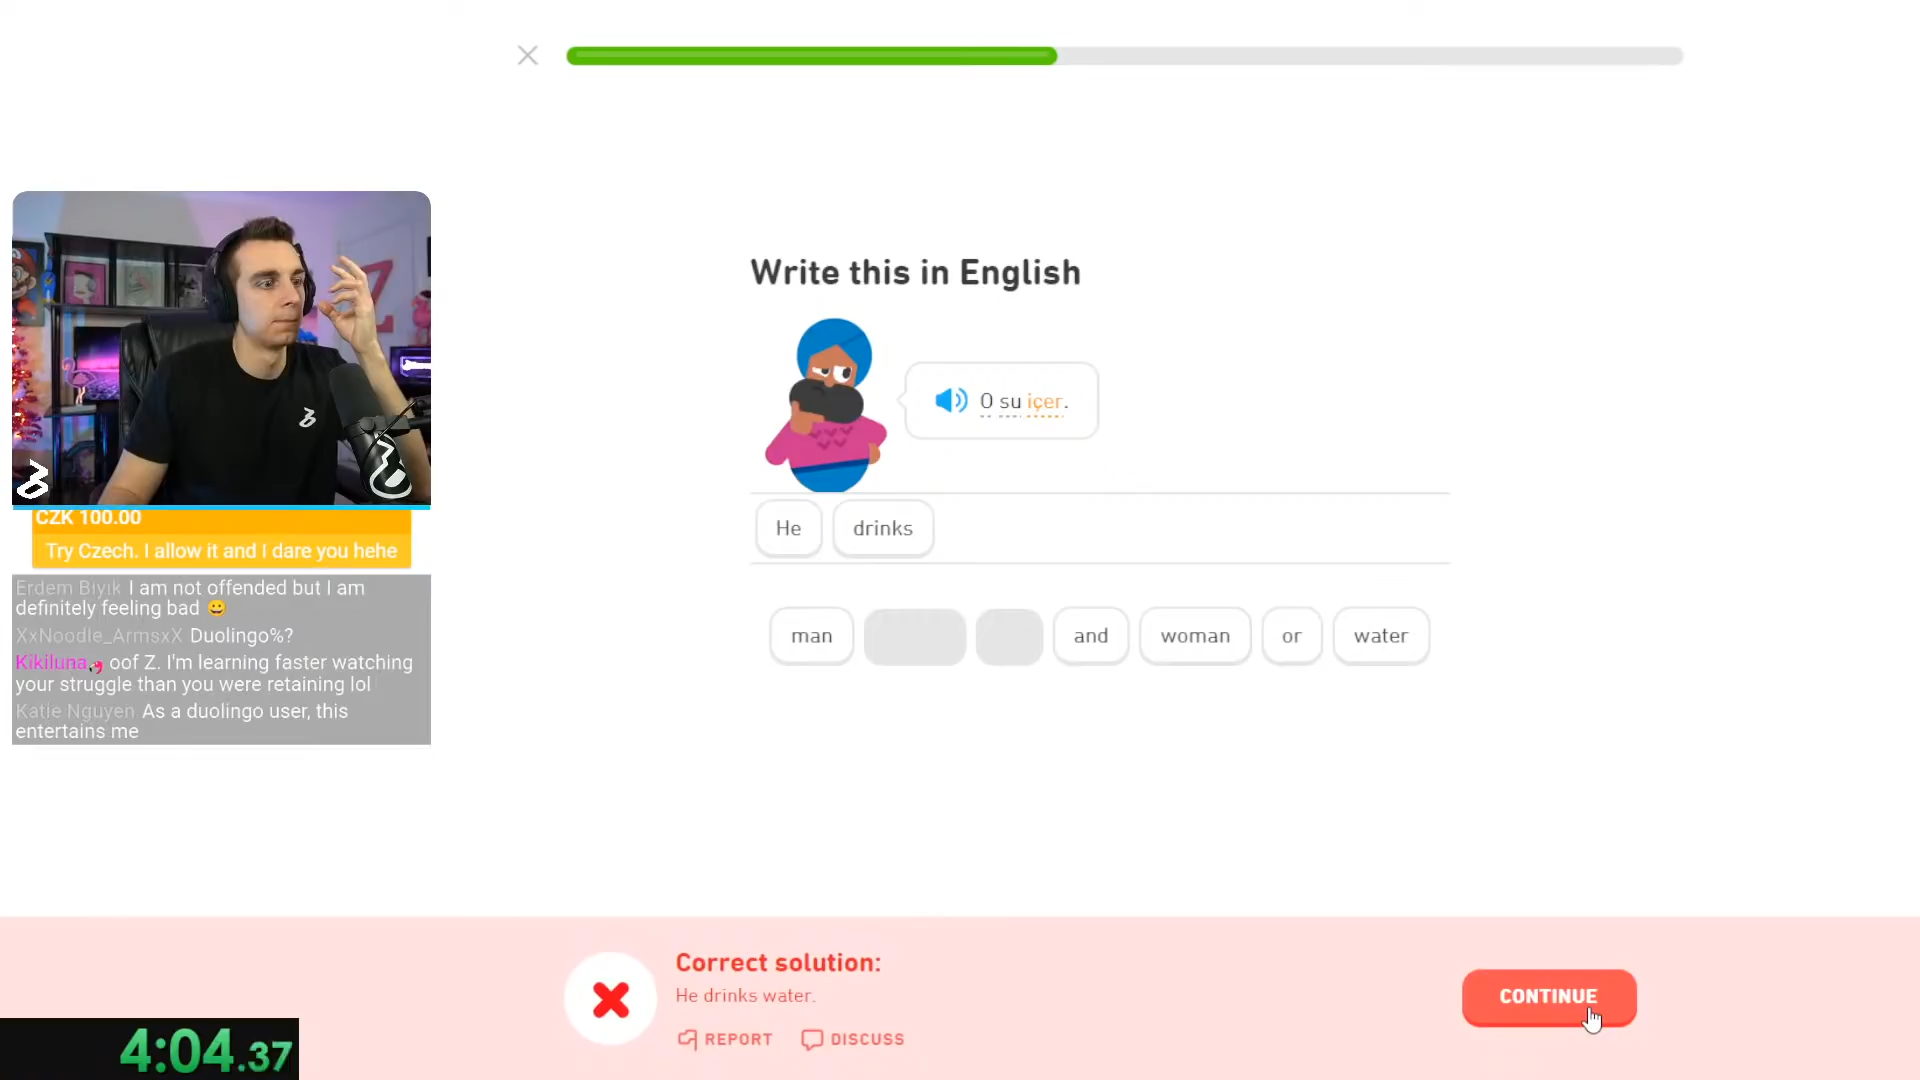 Write this in English
O su içer.
He drinks
man and woman or water
CZK 100.00
Try Czech. I allow it and I dare you hehe
Erdem Bıyık I am not offended but I am
definitely feeling bad 😀
XxNoodle_ArmsxX Duolingo%?
Kikiluna oof Z. I'm learning faster watching
your struggle than you were retaining lol
Katie Nguyen As a duolingo user, this
entertains me
Correct solution:
He drinks water.
REPORT DISCUSS
CONTINUE
4:04.37